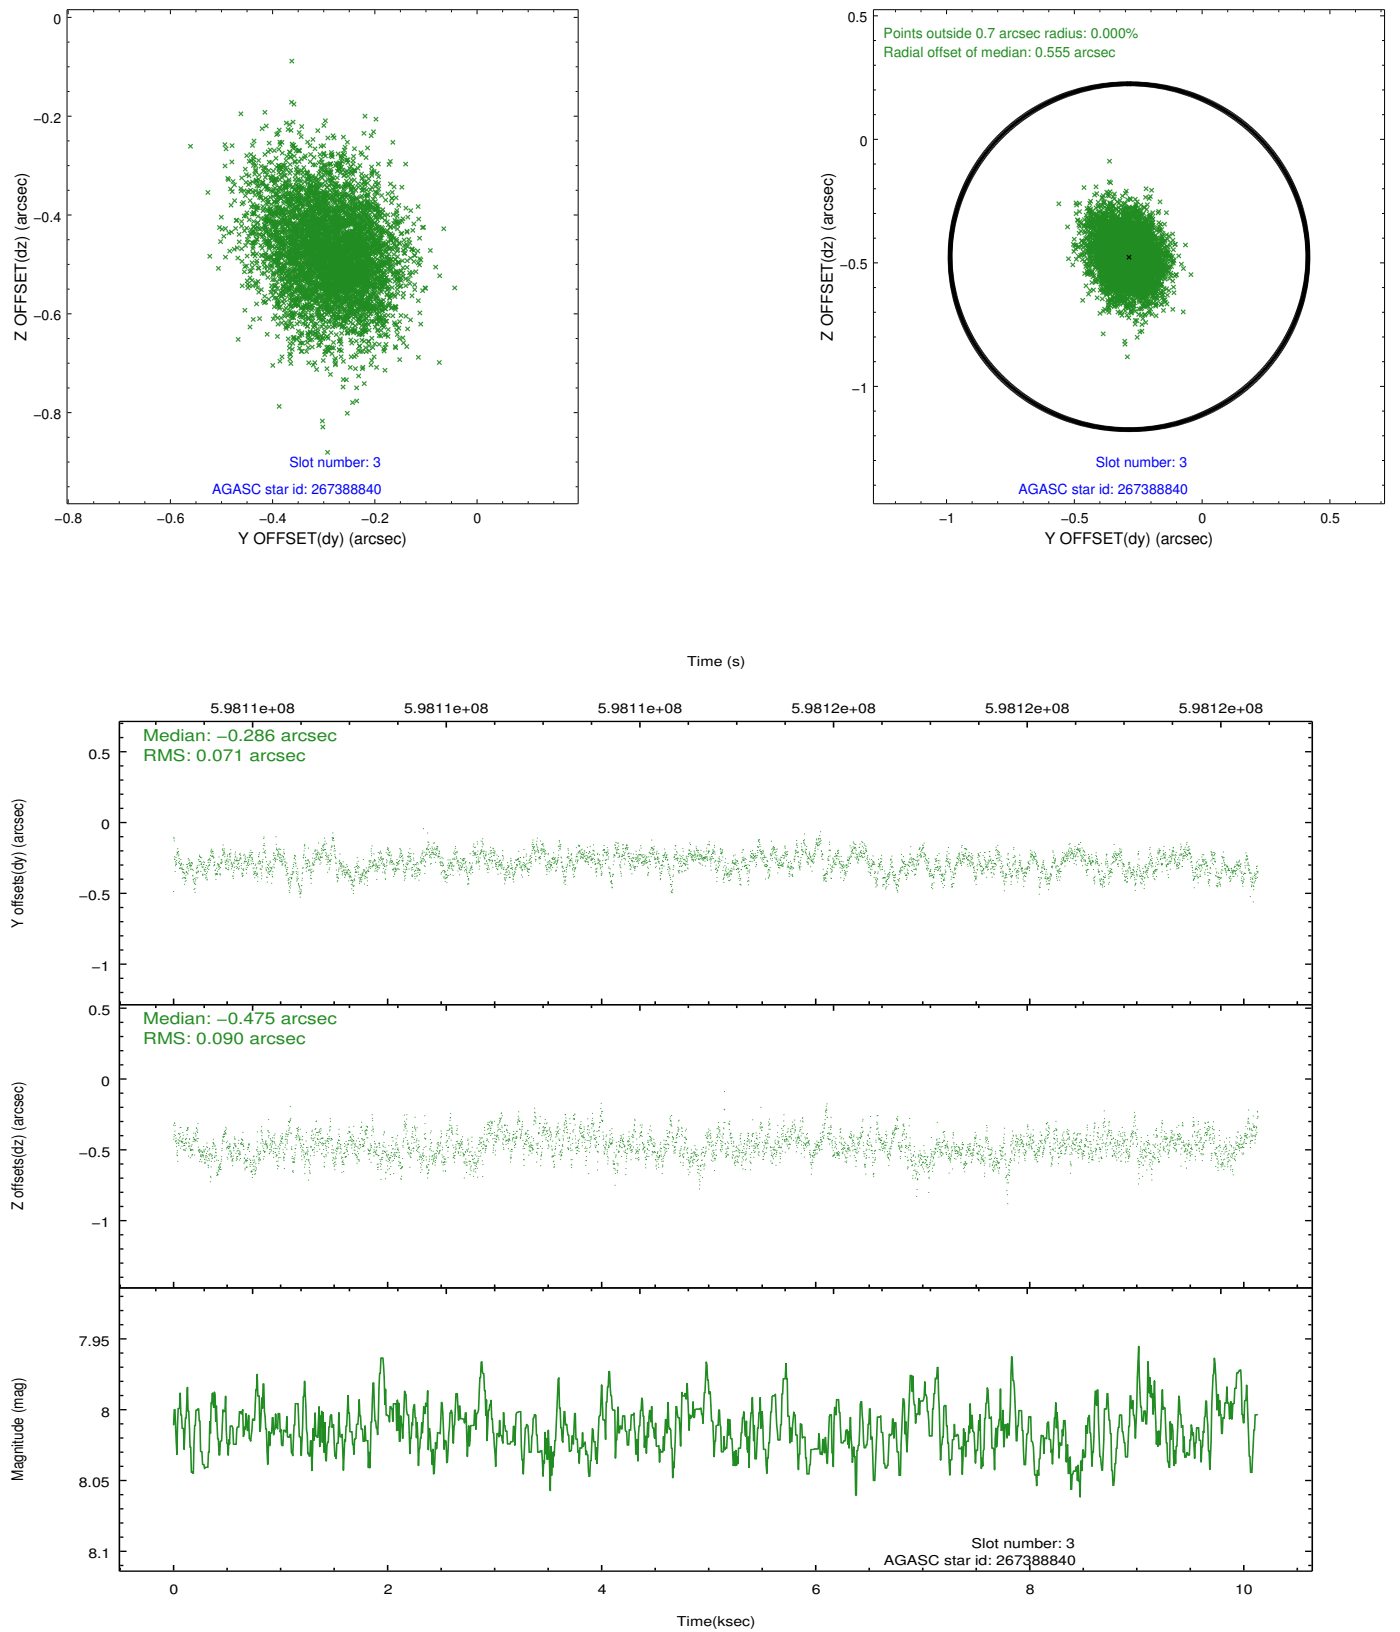 0
−0.2
−0.4
−0.6
−0.8
Z OFFSET(dz) (arcsec)
Slot number: 3
AGASC star id: 267388840
−0.8
−0.6
−0.4
−0.2
0
Y OFFSET(dy) (arcsec)
0.5
0
−0.5
−1
Z OFFSET(dz) (arcsec)
Points outside 0.7 arcsec radius: 0.000%
Radial offset of median: 0.555 arcsec
Slot number: 3
AGASC star id: 267388840
−1
−0.5
0
0.5
Y OFFSET(dy) (arcsec)
Time (s)
5.9811e+08
5.9811e+08
5.9811e+08
5.9812e+08
5.9812e+08
5.9812e+08
Median: −0.286 arcsec
RMS: 0.071 arcsec
0.5
0
−0.5
−1
Y offsets(dy) (arcsec)
Median: −0.475 arcsec
RMS: 0.090 arcsec
0.5
0
−0.5
−1
Z offsets(dz) (arcsec)
7.95
8
8.05
8.1
Magnitude (mag)
Slot number: 3
AGASC star id: 267388840
0
2
4
6
8
10
Time(ksec)